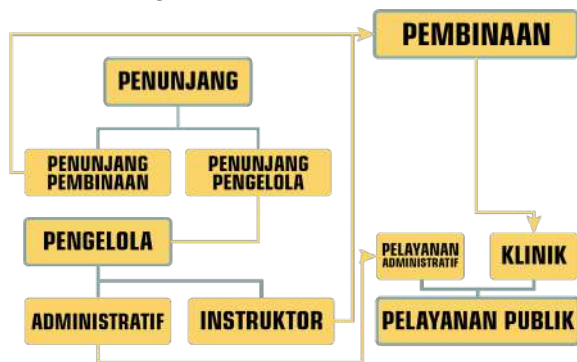 PEMBINAAN
PENUNJANG
PENUNJANG
PEMBINAAN
PENUNJANG
PENGELOLA
PENGELOLA
PELAYANAN
ADMINISTRATIF
KLINIK
ADMINISTRATIF
INSTRUKTOR
PELAYANAN PUBLIK